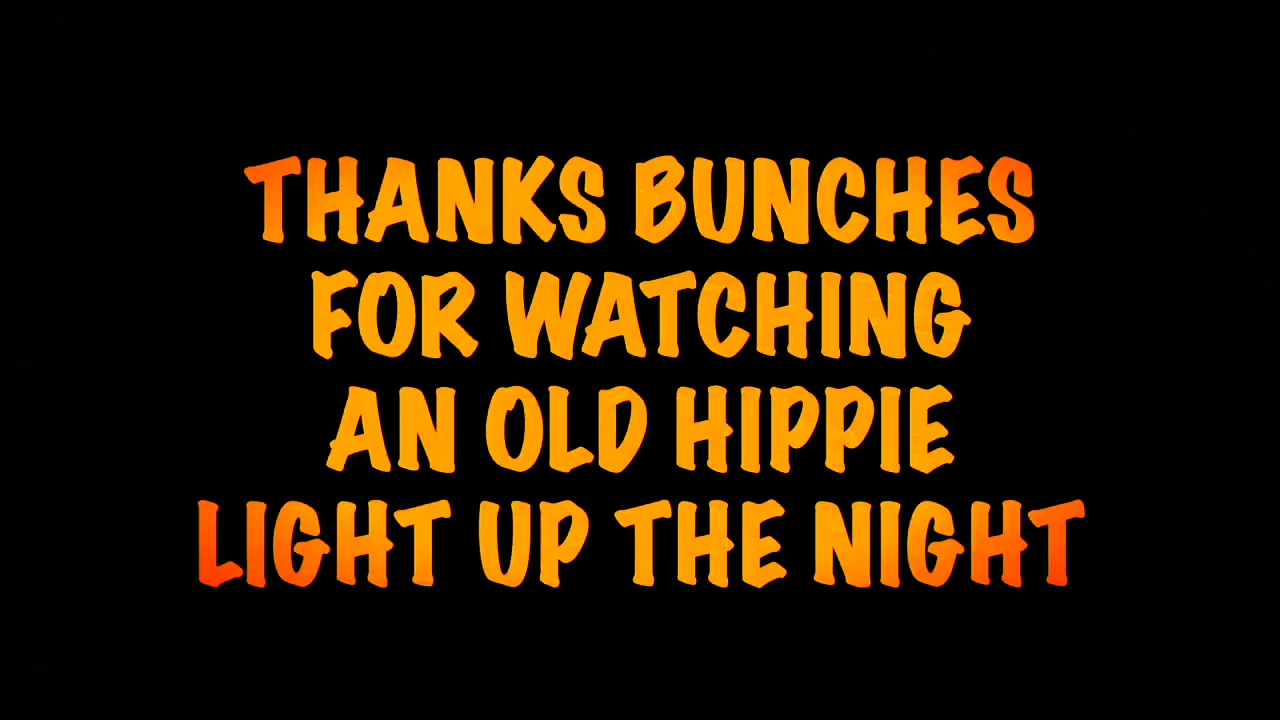 THANKS BUNCHES
FOR WATCHING
AN OLD HIPPIE
LIGHT UP THE NIGHT